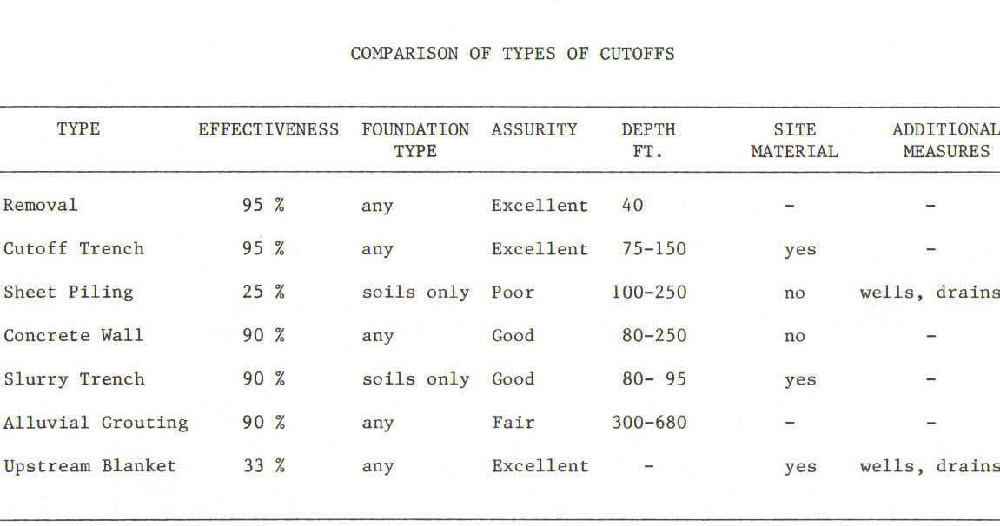 COMPARISON OF TYPES OF CUTOFFS
TYPE EFFECTIVENESS FOUNDATION TYPE ASSURITY DEPTH FT. SITE MATERIAL ADDITIONAL MEASURES
Removal 95 % any Excellent 40 - -
Cutoff Trench 95 % any Excellent 75-150 yes -
Sheet Piling 25 % soils only Poor 100-250 no wells, drains
Concrete Wall 90 % any Good 80-250 no -
Slurry Trench 90 % soils only Good 80- 95 yes -
Alluvial Grouting 90 % any Fair 300-680 - -
Upstream Blanket 33 % any Excellent - yes wells, drains